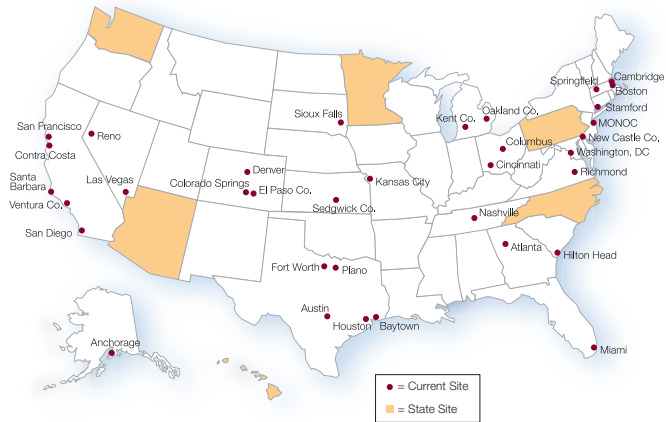 Cambridge
Springfield
Boston
Sioux Falls
Oakland Co.
Kent Co.
Stamford
MONOC
San Francisco
Reno
New Castle Co.
Columbus
Contra Costa
Washington, DC
Cincinnati
Denver
Richmond
Santa
Barbara
Las Vegas
Colorado Springs
El Paso Co.
Kansas City
Ventura Co.
Sedgwick Co.
Nashville
San Diego
Atlanta
Hilton Head
Fort Worth
Plano
Austin
Houston
Baytown
Anchorage
Miami
= Current Site
= State Site